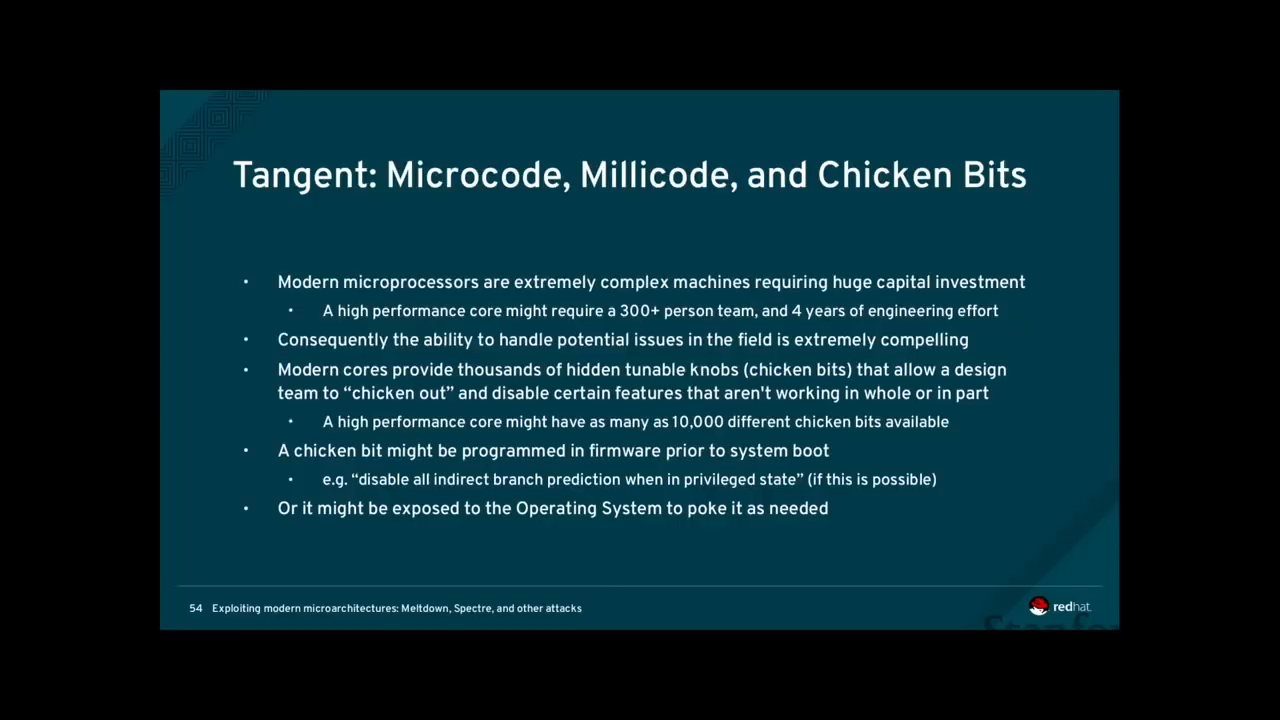 Tangent: Microcode, Millicode, and Chicken Bits
• Modern microprocessors are extremely complex machines requiring huge capital investment
• A high performance core might require a 300+ person team, and 4 years of engineering effort
• Consequently the ability to handle potential issues in the field is extremely compelling
• Modern cores provide thousands of hidden tunable knobs (chicken bits) that allow a design
team to “chicken out” and disable certain features that aren't working in whole or in part
• A high performance core might have as many as 10,000 different chicken bits available
• A chicken bit might be programmed in firmware prior to system boot
• e.g. “disable all indirect branch prediction when in privileged state” (if this is possible)
• Or it might be exposed to the Operating System to poke it as needed
54 Exploiting modern microarchitectures: Meltdown, Spectre, and other attacks
redhat.